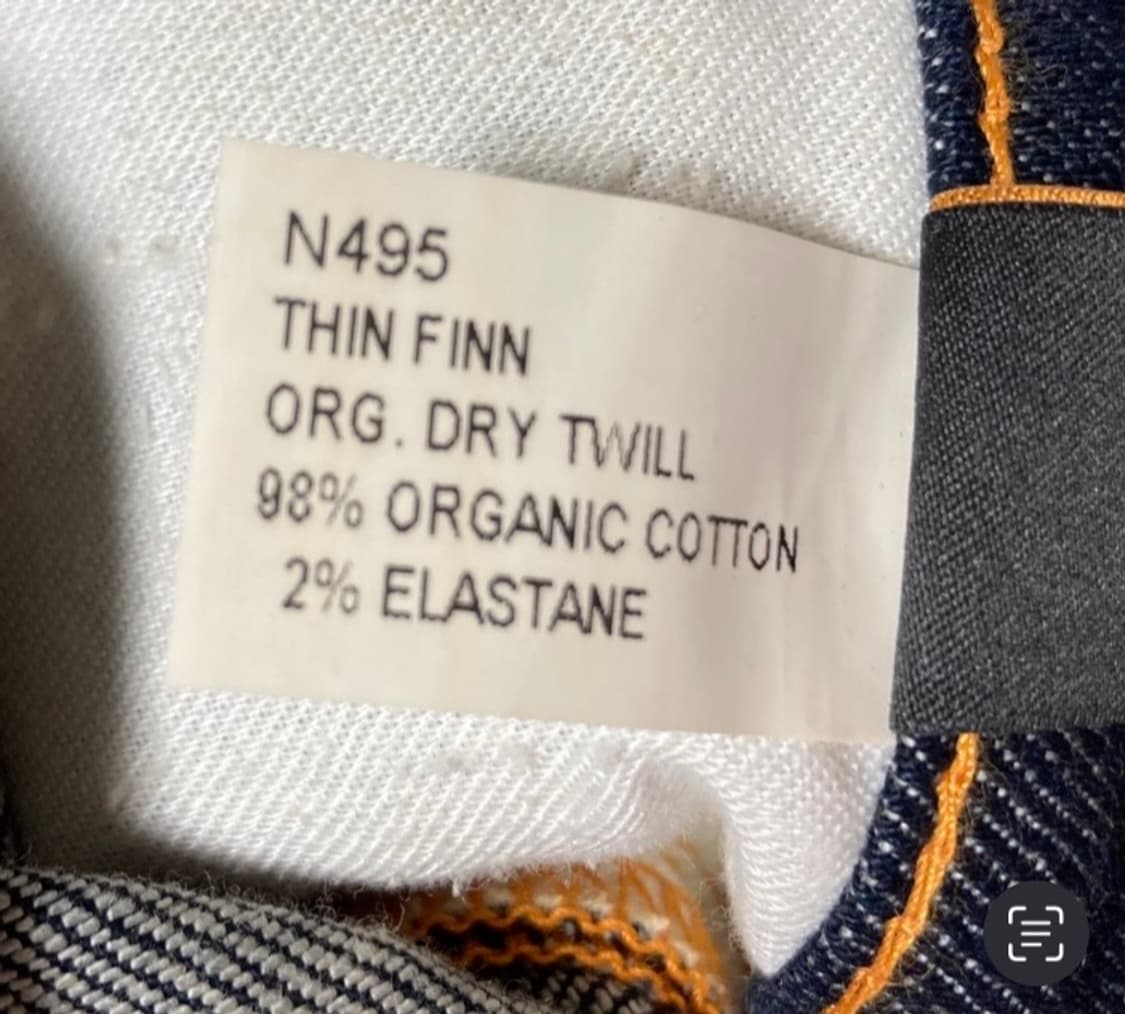 N495
THIN FINN
ORG. DRY TWILL
98% ORGANIC COTTON
2% ELASTANE